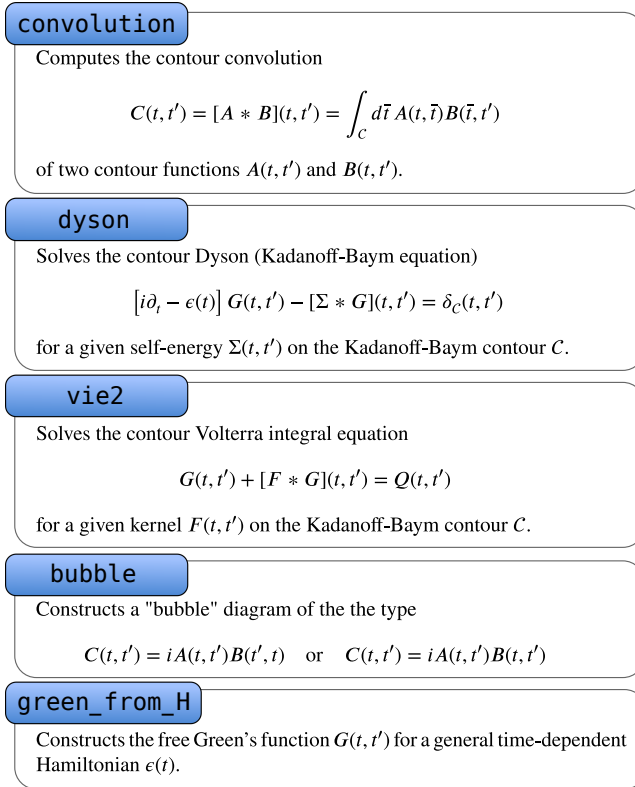 convolution
Computes the contour convolution
C(t, t′) = [A ∗ B](t, t′) = ∫_C dt̄ A(t, t̄)B(t̄, t′)
of two contour functions A(t, t′) and B(t, t′).
dyson
Solves the contour Dyson (Kadanoff-Baym equation)
[i∂ₜ − ϵ(t)] G(t, t′) − [Σ ∗ G](t, t′) = δ_C(t, t′)
for a given self-energy Σ(t, t′) on the Kadanoff-Baym contour C.
vie2
Solves the contour Volterra integral equation
G(t, t′) + [F ∗ G](t, t′) = Q(t, t′)
for a given kernel F(t, t′) on the Kadanoff-Baym contour C.
bubble
Constructs a "bubble" diagram of the the type
C(t, t′) = iA(t, t′)B(t′, t) or C(t, t′) = iA(t, t′)B(t, t′)
green_from_H
Constructs the free Green's function G(t, t′) for a general time-dependent
Hamiltonian ϵ(t).